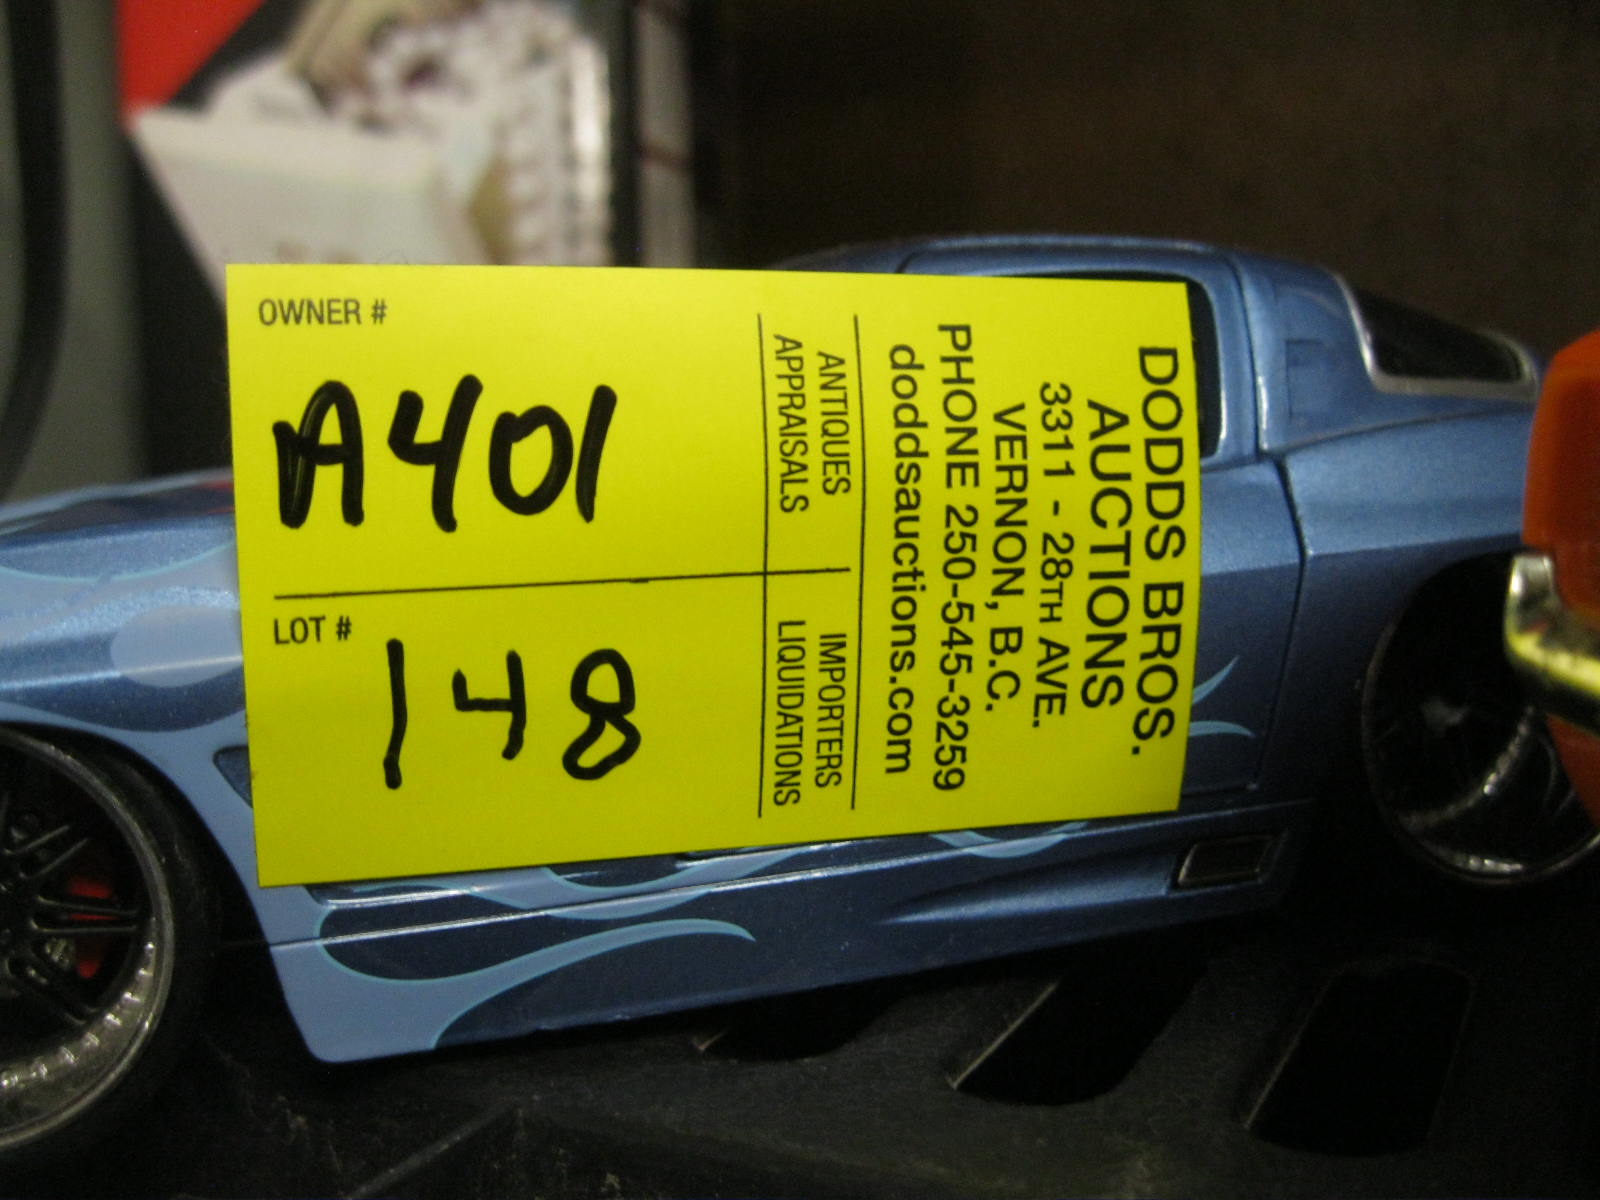 DODDS BROS.
AUCTIONS
3311 - 28TH AVE.
VERNON, B.C.
PHONE 250-545-3259
doddsauctions.com
ANTIQUES IMPORTERS
APPRAISALS LIQUIDATIONS
OWNER #
A401
LOT #
148